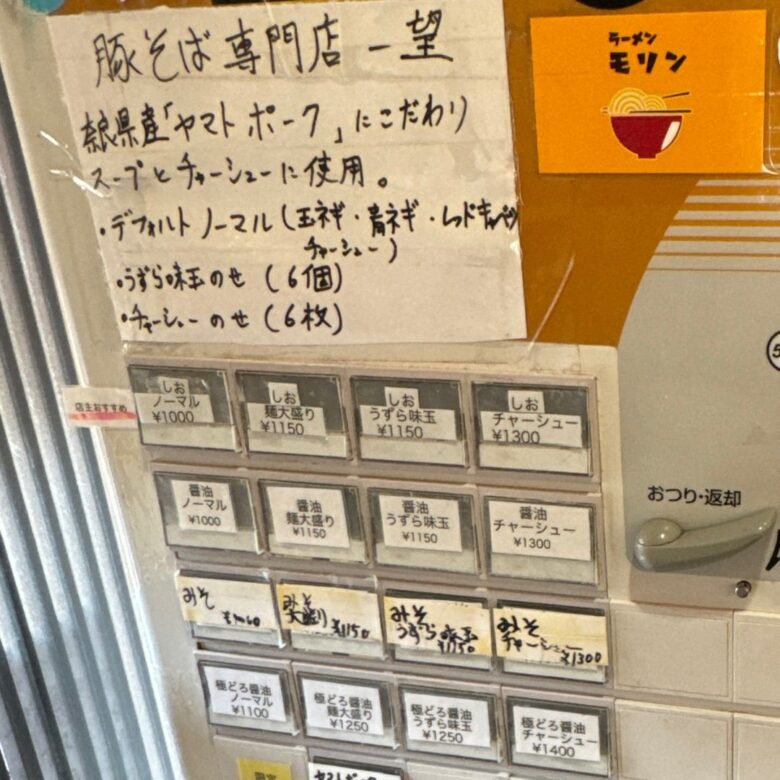 豚そば専門店 一望
奈良県産「ヤマトポーク」にこだわり
スープとチャーシューに使用。
・デフォルトノーマル(玉ネギ・青ネギ・レッドキャベツ
チャーシュー)
・うずら味玉のせ(6個)
・チャーシューのせ(6枚)
ラーメン
モリン
店主おすすめ
しお
ノーマル
¥1000
しお
麺大盛り
¥1150
しお
うずら味玉
¥1150
しお
チャーシュー
¥1300
おつり・返却
醤油
ノーマル
¥1000
醤油
麺大盛り
¥1150
醤油
うずら味玉
¥1150
醤油
チャーシュー
¥1300
みそ
みそ
大盛り
¥1150
みそ
うずら味玉
¥1150
みそ
チャーシュー
¥1300
極どろ醤油
ノーマル
¥1100
極どろ醤油
麺大盛り
¥1250
極どろ醤油
うずら味玉
¥1250
極どろ醤油
チャーシュー
¥1400